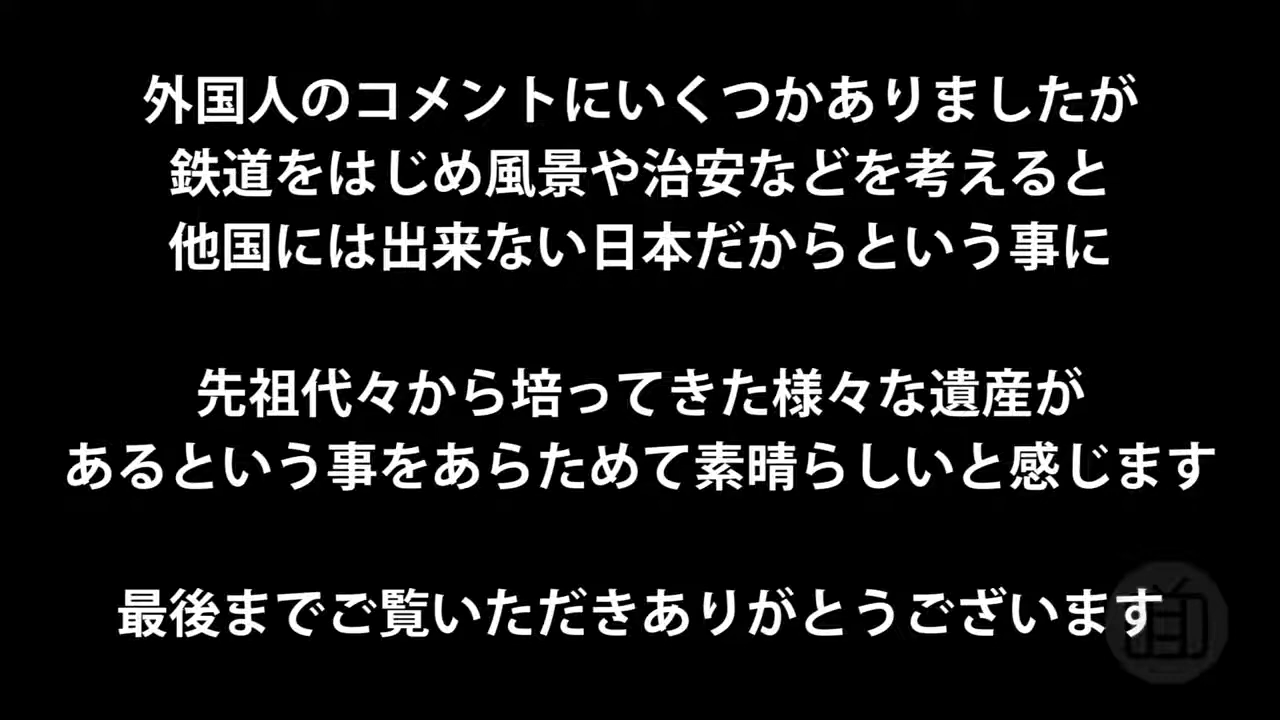 外国人のコメントにいくつかありましたが
鉄道をはじめ風景や治安などを考えると
他国には出来ない日本だからという事に
先祖代々から培ってきた様々な遺産が
あるという事をあらためて素晴らしいと感じます
最後までご覧いただきありがとうございます